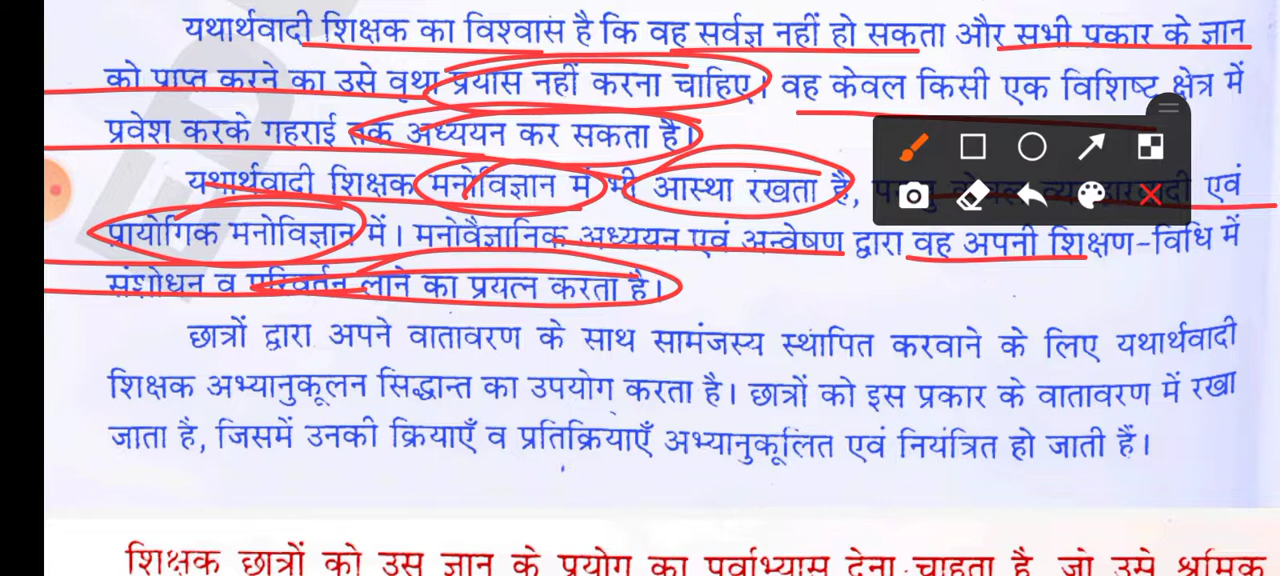 यथार्थवादी शिक्षक का विश्वास है कि वह सर्वज्ञ नहीं हो सकता और सभी प्रकार के ज्ञान
को प्राप्त करने का उसे वृथा प्रयास नहीं करना चाहिए। वह केवल किसी एक विशिष्ट क्षेत्र में
प्रवेश करके गहराई तक अध्ययन कर सकता है।
यथार्थवादी शिक्षक मनोविज्ञान में भी आस्था रखता है, एवं
प्रायोगिक मनोविज्ञान में। मनोवैज्ञानिक अध्ययन एवं अन्वेषण द्वारा वह अपनी शिक्षण-विधि में
संशोधन व परिवर्तन लाने का प्रयत्न करता है।
छात्रों द्वारा अपने वातावरण के साथ सामंजस्य स्थापित करवाने के लिए यथार्थवादी
शिक्षक अभ्यानुकूलन सिद्धान्त का उपयोग करता है। छात्रों को इस प्रकार के वातावरण में रखा
जाता है, जिसमें उनकी क्रियाएँ व प्रतिक्रियाएँ अभ्यानुकूलित एवं नियंत्रित हो जाती हैं।
शिक्षक छात्रों को उस ज्ञान के प्रयोग का पूर्वाभ्यास देना चाहता है, जो उसे श्रमिक